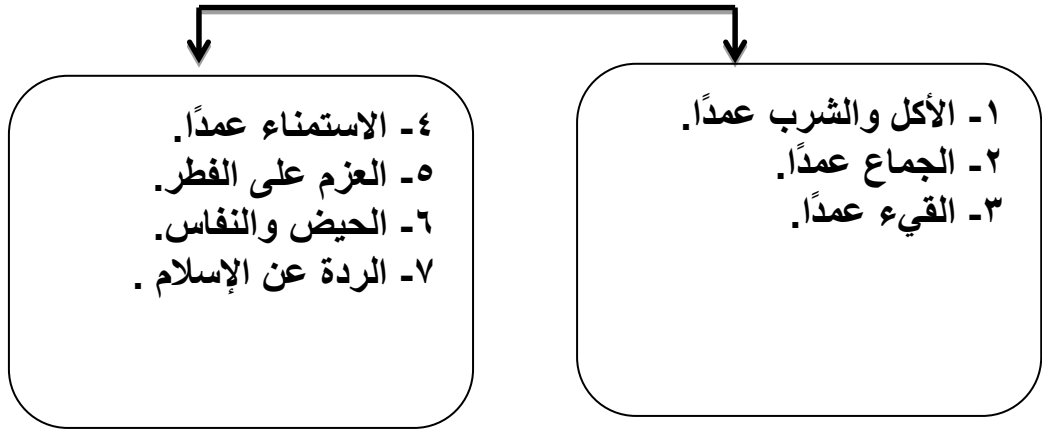 ١- الأكل والشرب عمدًا.
٢- الجماع عمدًا.
٣- القيء عمدًا.
٤- الاستمناء عمدًا.
٥- العزم على الفطر.
٦- الحيض والنفاس.
٧- الردة عن الإسلام .